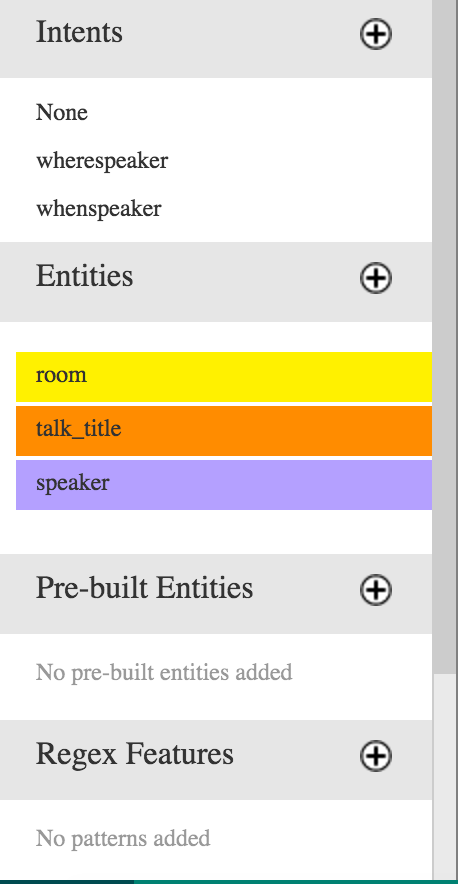 Intents
None
wherespeaker
whenspeaker
Entities
room
talk_title
speaker
Pre-built Entities
No pre-built entities added
Regex Features
No patterns added